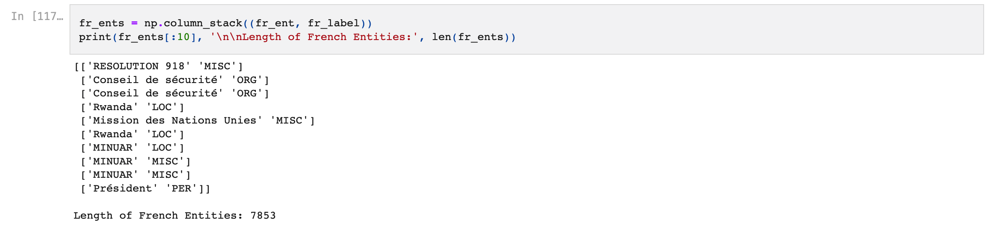 In [117…
fr_ents = np.column_stack((fr_ent, fr_label))
print(fr_ents[:10], '\n\nLength of French Entities:', len(fr_ents))
[['RESOLUTION 918' 'MISC']
 ['Conseil de sécurité' 'ORG']
 ['Conseil de sécurité' 'ORG']
 ['Rwanda' 'LOC']
 ['Mission des Nations Unies' 'MISC']
 ['Rwanda' 'LOC']
 ['MINUAR' 'LOC']
 ['MINUAR' 'MISC']
 ['MINUAR' 'MISC']
 ['Président' 'PER']]
Length of French Entities: 7853